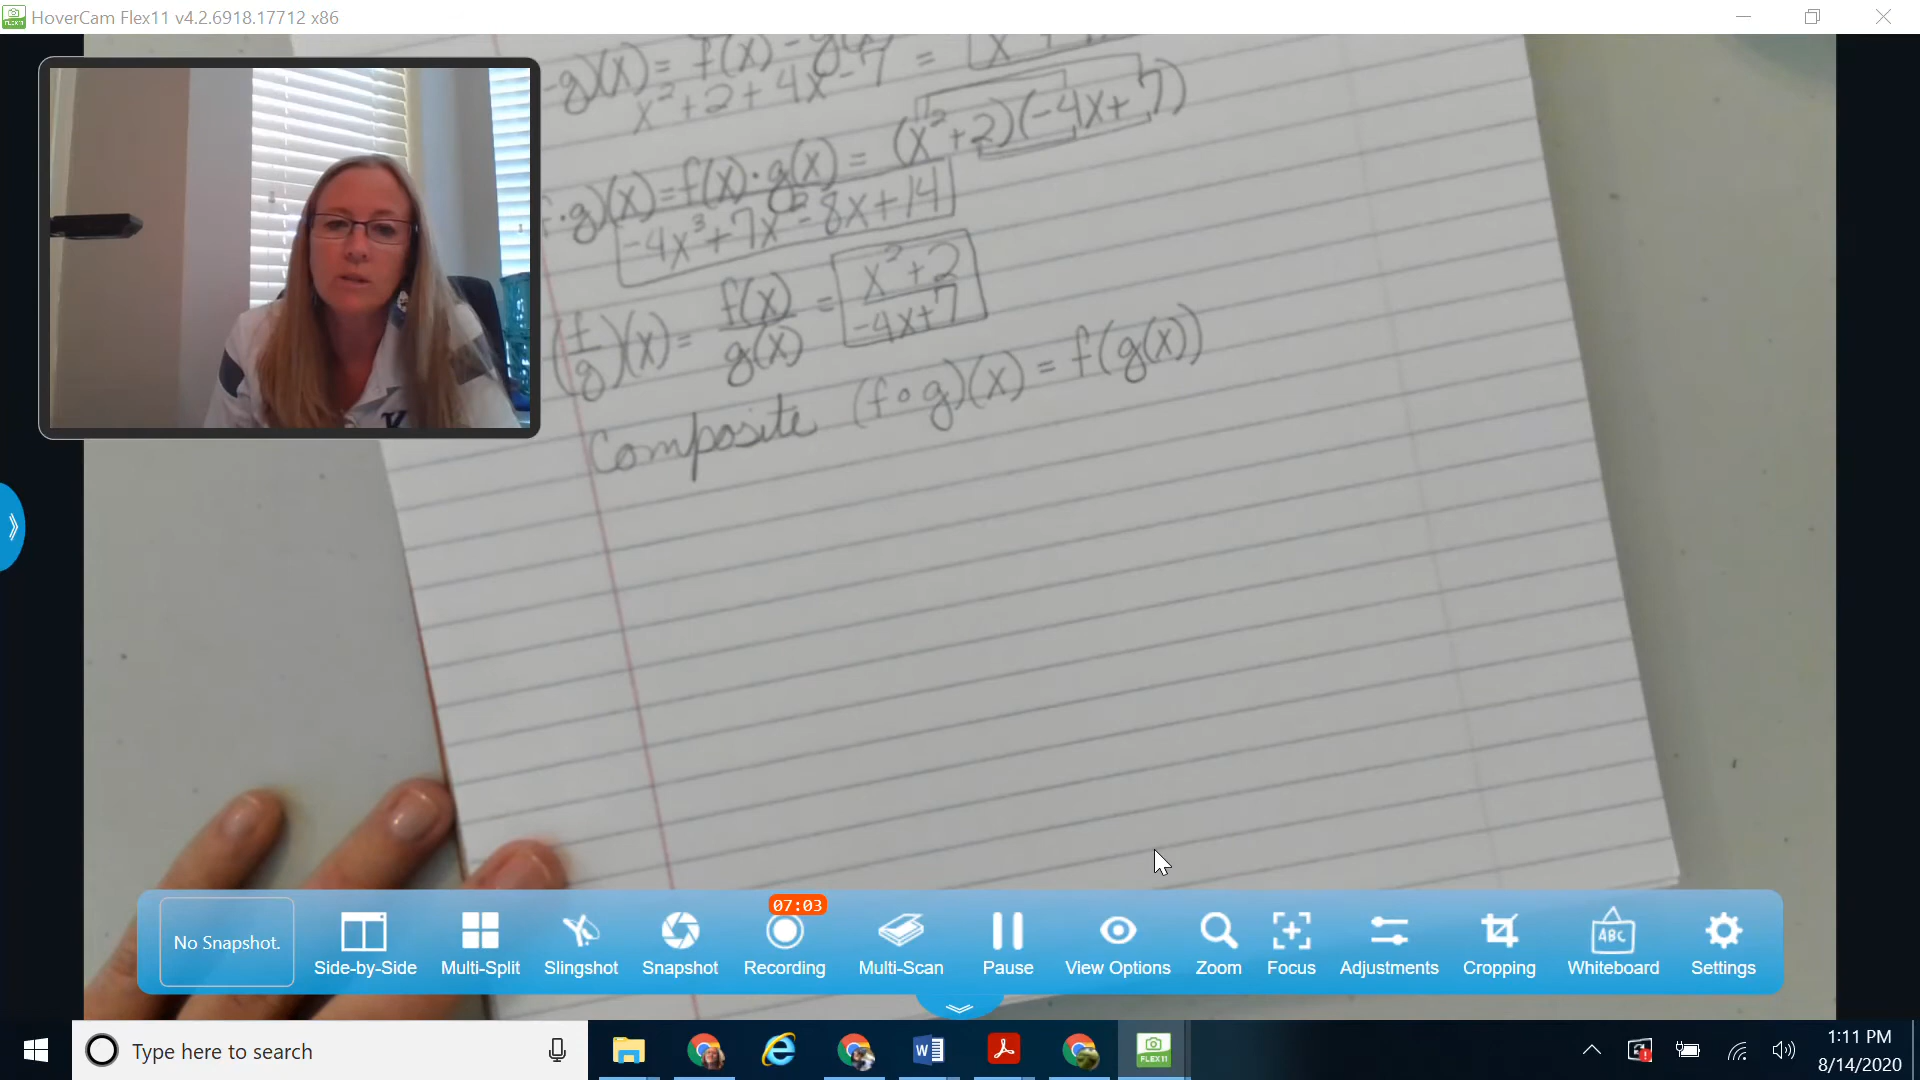 HoverCam Flex11 v4.2.6918.17712 x86
-g)(x) = f(x) - g(x)
x² + 2 + 4x - 7 =
·g)(x) = f(x)·g(x) = (x² + 2)(-4x + 7)
-4x³ + 7x² - 8x + 14
(f/g)(x) = f(x)/g(x) = x² + 2/-4x + 7
Composite (f∘g)(x) = f(g(x))
07:03
No Snapshot. Side-by-Side Multi-Split Slingshot Snapshot Recording Multi-Scan Pause View Options Zoom Focus Adjustments Cropping ABC Whiteboard Settings
Type here to search
FLEX11
1:11 PM
8/14/2020